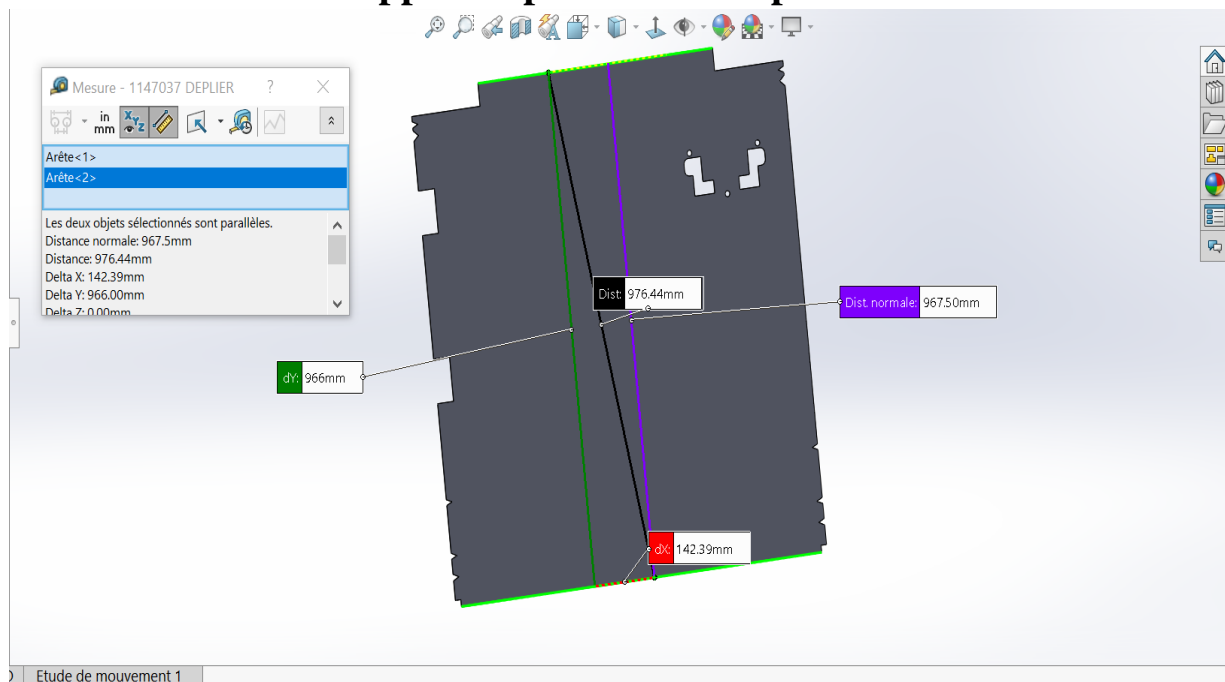 Mesure - 1147037 DEPLIER ?
in
mm
XYZ
Arête<1>
Arête<2>
Les deux objets sélectionnés sont parallèles.
Distance normale: 967.5mm
Distance: 976.44mm
Delta X: 142.39mm
Delta Y: 966.00mm
Delta Z: 0.00mm
Dist: 976.44mm
Dist. normale: 967.50mm
dY: 966mm
dX: 142.39mm
Etude de mouvement 1